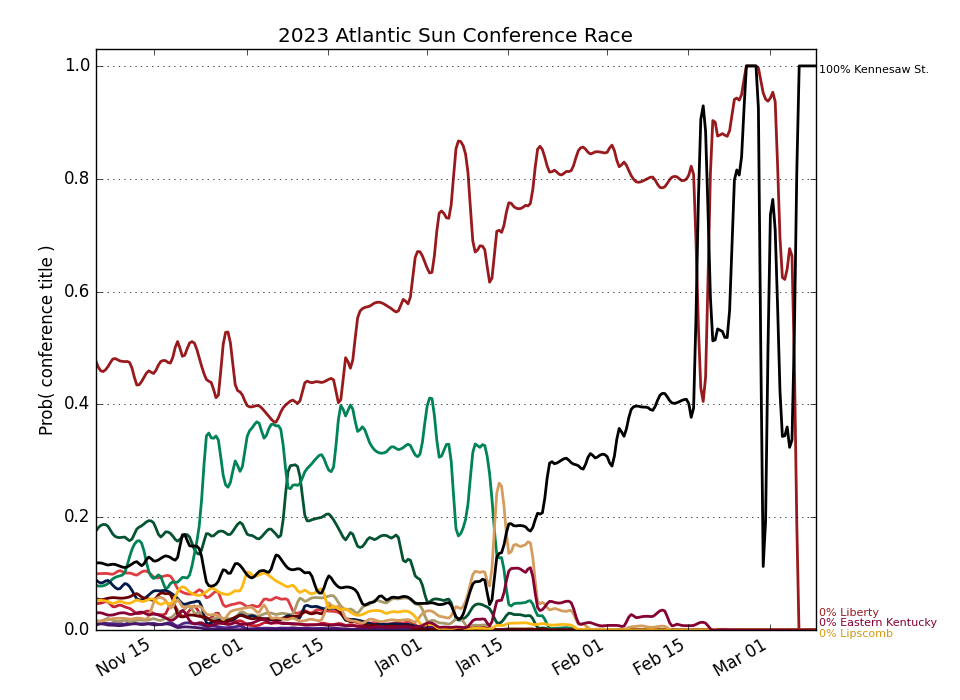 2023 Atlantic Sun Conference Race
Prob( conference title )
1.0
0.8
0.6
0.4
0.2
0.0
Nov 15
Dec 01
Dec 15
Jan 01
Jan 15
Feb 01
Feb 15
Mar 01
100% Kennesaw St.
0% Liberty
0% Eastern Kentucky
0% Lipscomb